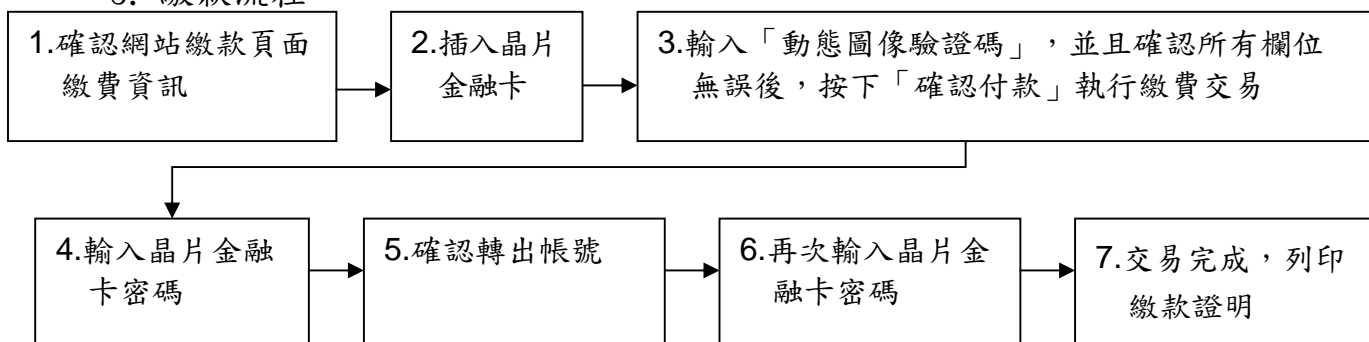 繳款流程
1.確認網站繳款頁面
繳費資訊
2.插入晶片
金融卡
3.輸入「動態圖像驗證碼」，並且確認所有欄位
無誤後，按下「確認付款」執行繳費交易
4.輸入晶片金融
卡密碼
5.確認轉出帳號
6.再次輸入晶片金
融卡密碼
7.交易完成，列印
繳款證明